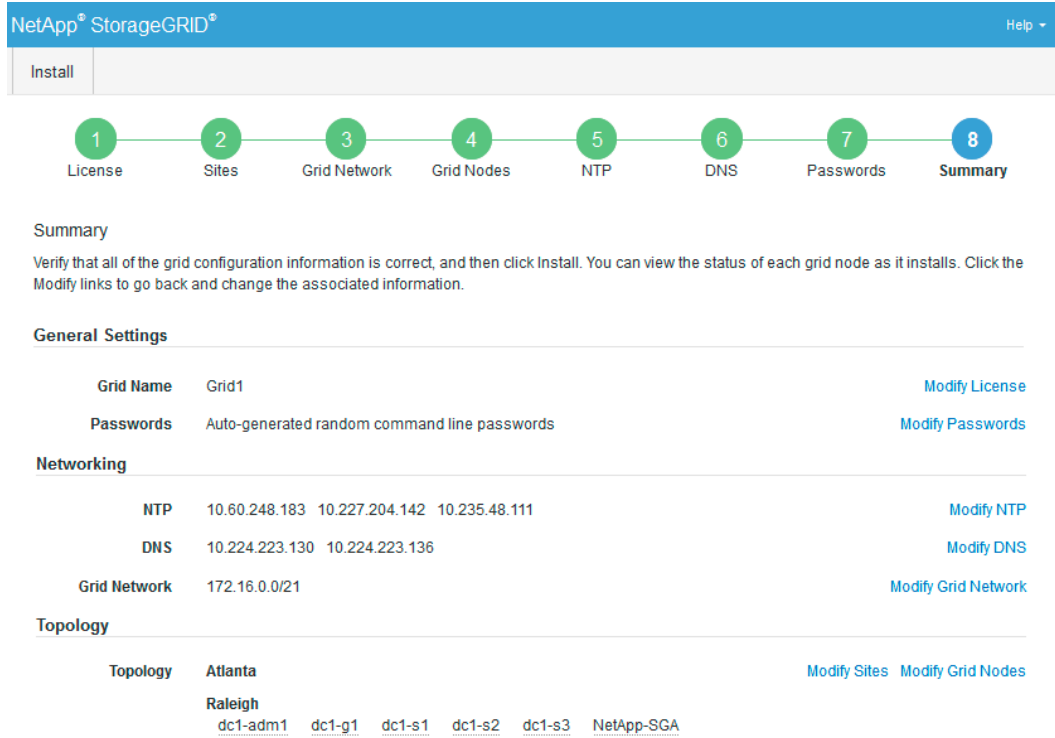 NetApp® StorageGRID®
Help
Install
1 2 3 4 5 6 7 8
License Sites Grid Network Grid Nodes NTP DNS Passwords Summary
Summary
Verify that all of the grid configuration information is correct, and then click Install. You can view the status of each grid node as it installs. Click the
Modify links to go back and change the associated information.
General Settings
Grid Name Grid1 Modify License
Passwords Auto-generated random command line passwords Modify Passwords
Networking
NTP 10.60.248.183 10.227.204.142 10.235.48.111 Modify NTP
DNS 10.224.223.130 10.224.223.136 Modify DNS
Grid Network 172.16.0.0/21 Modify Grid Network
Topology
Topology Atlanta Modify Sites Modify Grid Nodes
Raleigh
dc1-adm1 dc1-g1 dc1-s1 dc1-s2 dc1-s3 NetApp-SGA